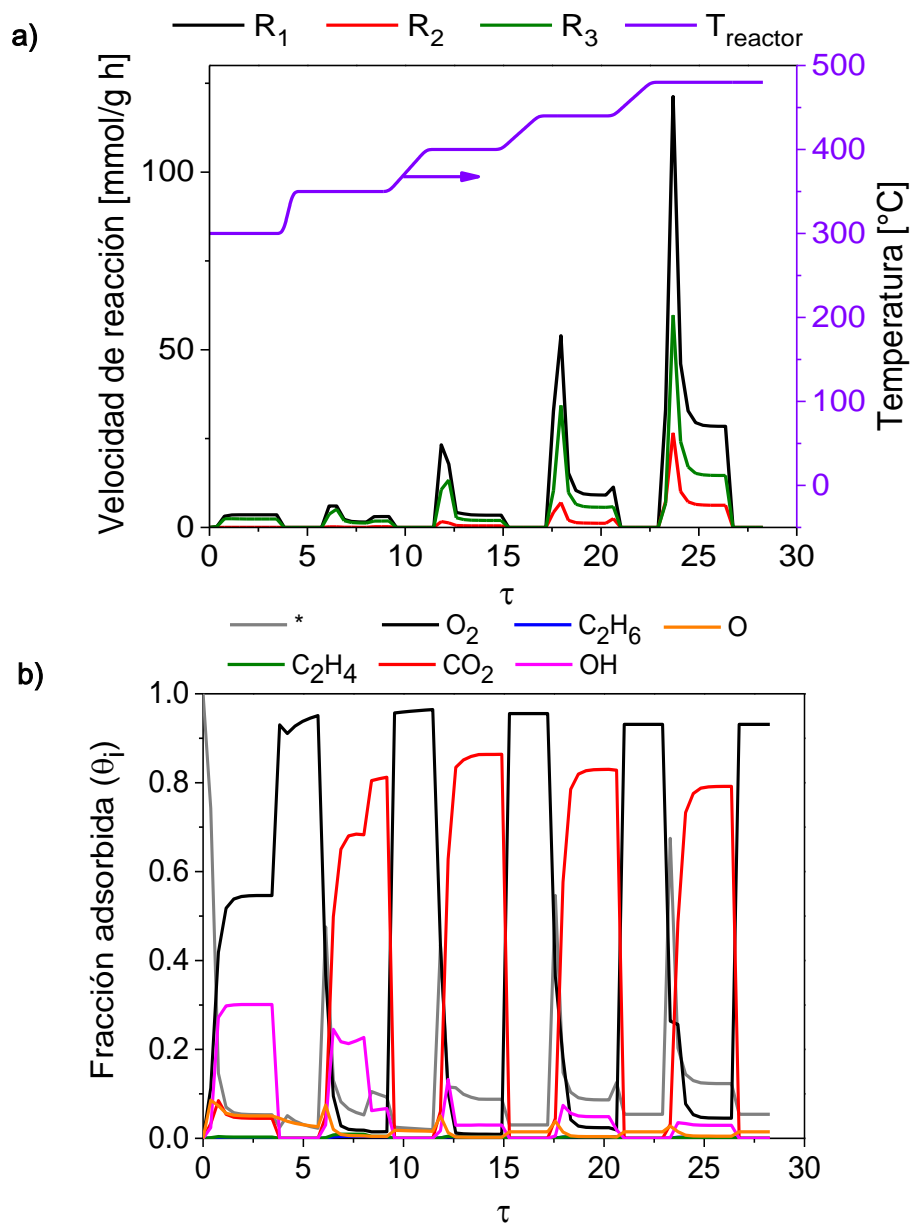 a)
R1 R2 R3 Treactor
Velocidad de reacción [mmol/g h]
0 50 100
0 5 10 15 20 25 30
τ
Temperatura [°C]
500 400 300 200 100 0
* O2 C2H6 O
C2H4 CO2 OH
b)
Fracción adsorbida (θi)
1.0 0.8 0.6 0.4 0.2 0.0
0 5 10 15 20 25 30
τ